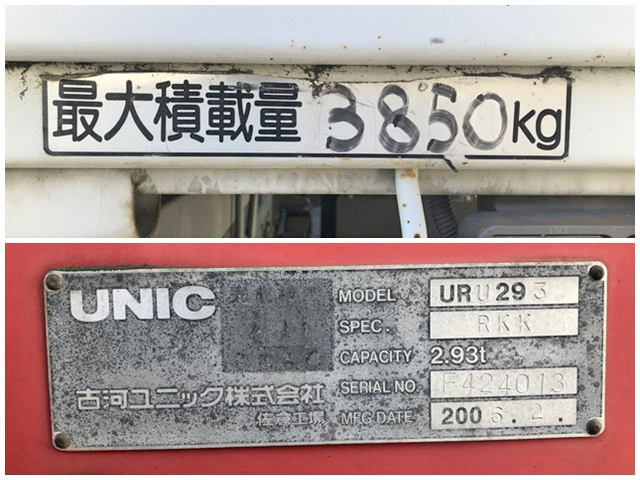 最大積載量 3850kg
UNIC
MODEL URU293
SPEC. RKK
CAPACITY 2.93t
古河ユニック株式会社 SERIAL NO. F424013
佐倉工場 MFG DATE 2006.2.